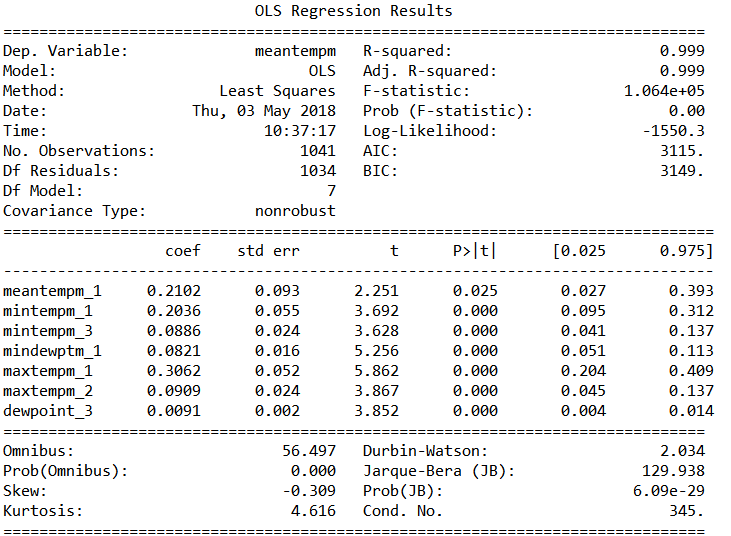 OLS Regression Results
==============================================================================
Dep. Variable:              meantempm   R-squared:                       0.999
Model:                            OLS   Adj. R-squared:                  0.999
Method:                 Least Squares   F-statistic:                 1.064e+05
Date:                Thu, 03 May 2018   Prob (F-statistic):               0.00
Time:                        10:37:17   Log-Likelihood:                -1550.3
No. Observations:                1041   AIC:                             3115.
Df Residuals:                    1034   BIC:                             3149.
Df Model:                           7
Covariance Type:            nonrobust
===============================================================================
                  coef    std err          t      P>|t|      [0.025      0.975]
-------------------------------------------------------------------------------
meantempm_1     0.2102      0.093      2.251      0.025       0.027       0.393
mintempm_1      0.2036      0.055      3.692      0.000       0.095       0.312
mintempm_3      0.0886      0.024      3.628      0.000       0.041       0.137
mindewptm_1     0.0821      0.016      5.256      0.000       0.051       0.113
maxtempm_1      0.3062      0.052      5.862      0.000       0.204       0.409
maxtempm_2      0.0909      0.024      3.867      0.000       0.045       0.137
dewpoint_3      0.0091      0.002      3.852      0.000       0.004       0.014
==============================================================================
Omnibus:                       56.497   Durbin-Watson:                   2.034
Prob(Omnibus):                  0.000   Jarque-Bera (JB):              129.938
Skew:                          -0.309   Prob(JB):                     6.09e-29
Kurtosis:                       4.616   Cond. No.                         345.
==============================================================================